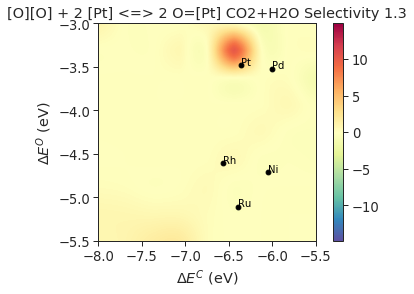 [O][O] + 2 [Pt] <=> 2 O=[Pt] CO2+H2O Selectivity 1.3
−3.0
−3.5
−4.0
−4.5
−5.0
−5.5
ΔE^O (eV)
Pt
Pd
Rh
Ni
Ru
−8.0 −7.5 −7.0 −6.5 −6.0 −5.5
ΔE^C (eV)
10
5
0
−5
−10